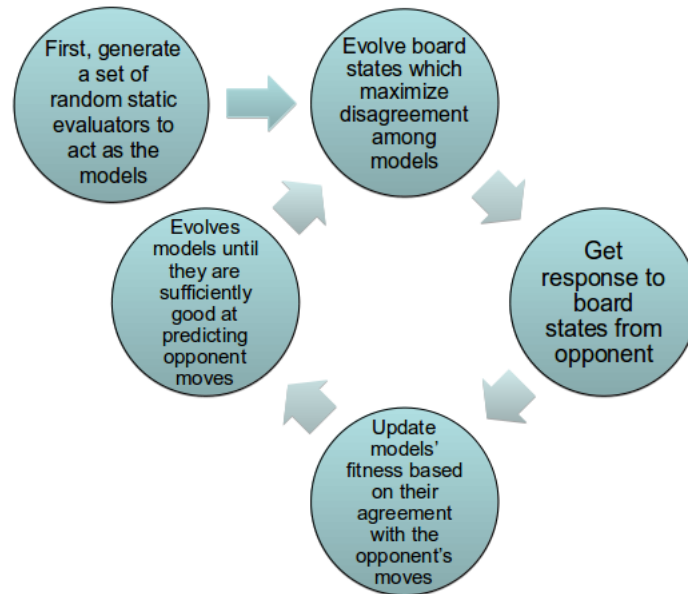 First, generate
a set of
random static
evaluators to
act as the
models
Evolve board
states which
maximize
disagreement
among
models
Get
response to
board
states from
opponent
Update
models'
fitness based
on their
agreement
with the
opponent's
moves
Evolves
models until
they are
sufficiently
good at
predicting
opponent
moves